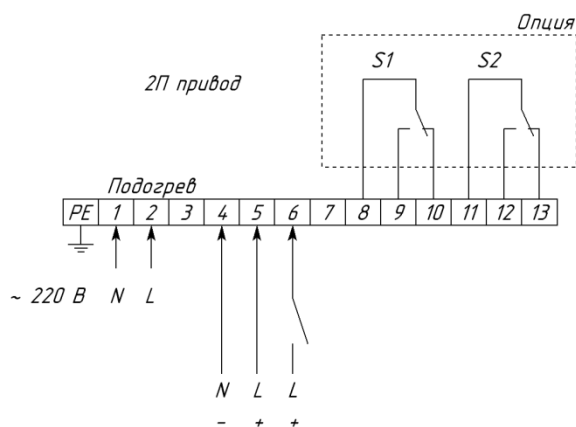 Опция
S1 S2
2П привод
Подогрев
PE 1 2 3 4 5 6 7 8 9 10 11 12 13
~ 220 В N L
N L L
- + +